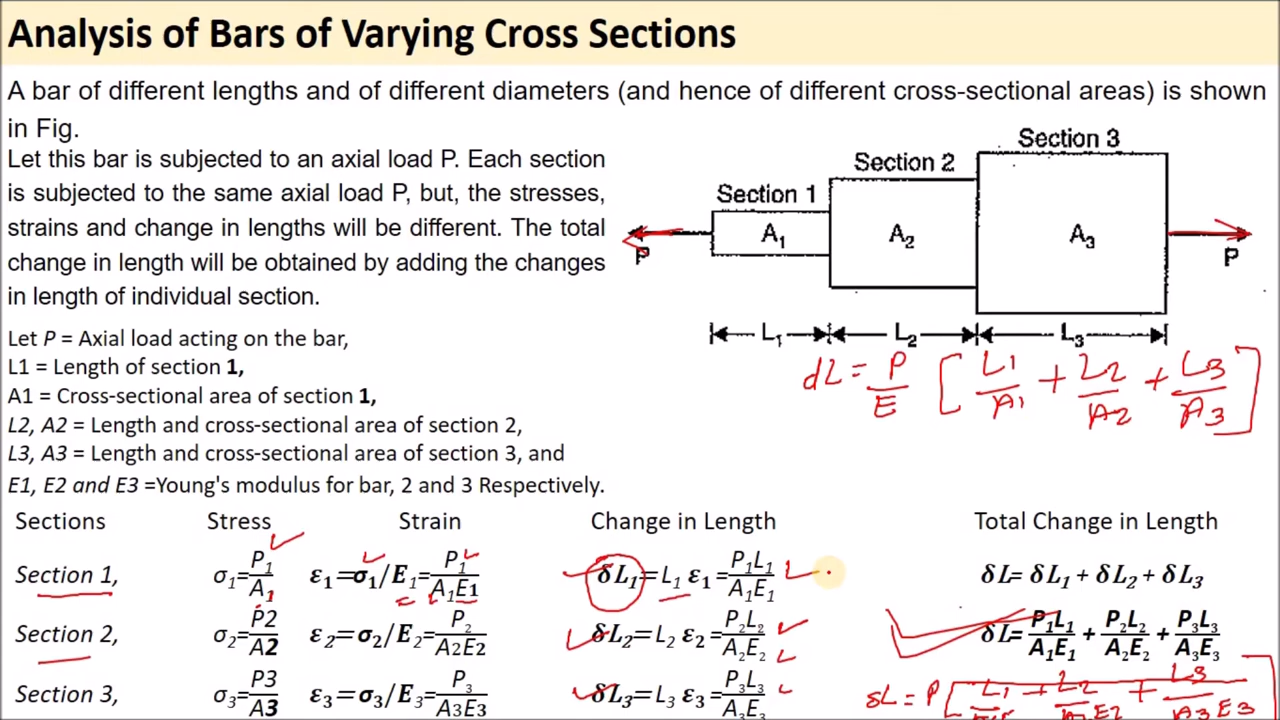 Analysis of Bars of Varying Cross Sections
A bar of different lengths and of different diameters (and hence of different cross-sectional areas) is shown
in Fig.
Let this bar is subjected to an axial load P. Each section
is subjected to the same axial load P, but, the stresses,
strains and change in lengths will be different. The total
change in length will be obtained by adding the changes
in length of individual section.
Section 3
Section 2
Section 1
A₁ A₂ A₃
P P
L₁ L₂ L₃
dL = P/E [L1/A1 + L2/A2 + L3/A3]
Let P = Axial load acting on the bar,
L1 = Length of section 1,
A1 = Cross-sectional area of section 1,
L2, A2 = Length and cross-sectional area of section 2,
L3, A3 = Length and cross-sectional area of section 3, and
E1, E2 and E3 =Young's modulus for bar, 2 and 3 Respectively.
Sections Stress Strain Change in Length Total Change in Length
Section 1, σ₁=P₁/A₁ ε₁=σ₁/E₁=P₁/A₁E1 δL₁=L₁ ε₁=P₁L₁/A₁E₁ δL= δL₁ + δL₂ + δL₃
Section 2, σ₂=P2/A2 ε₂=σ₂/E₂=P₂/A2E2 δL₂=L₂ ε₂=P₂L₂/A₂E₂ δL=P₁L₁/A₁E₁ + P₂L₂/A₂E₂ + P₃L₃/A₃E₃
Section 3, σ₃=P3/A3 ε₃=σ₃/E₃=P₃/A3E3 δL₃=L₃ ε₃=P₃L₃/A₃E₃
δL = P[L1 + L2/A2E2 + L3/A3E3